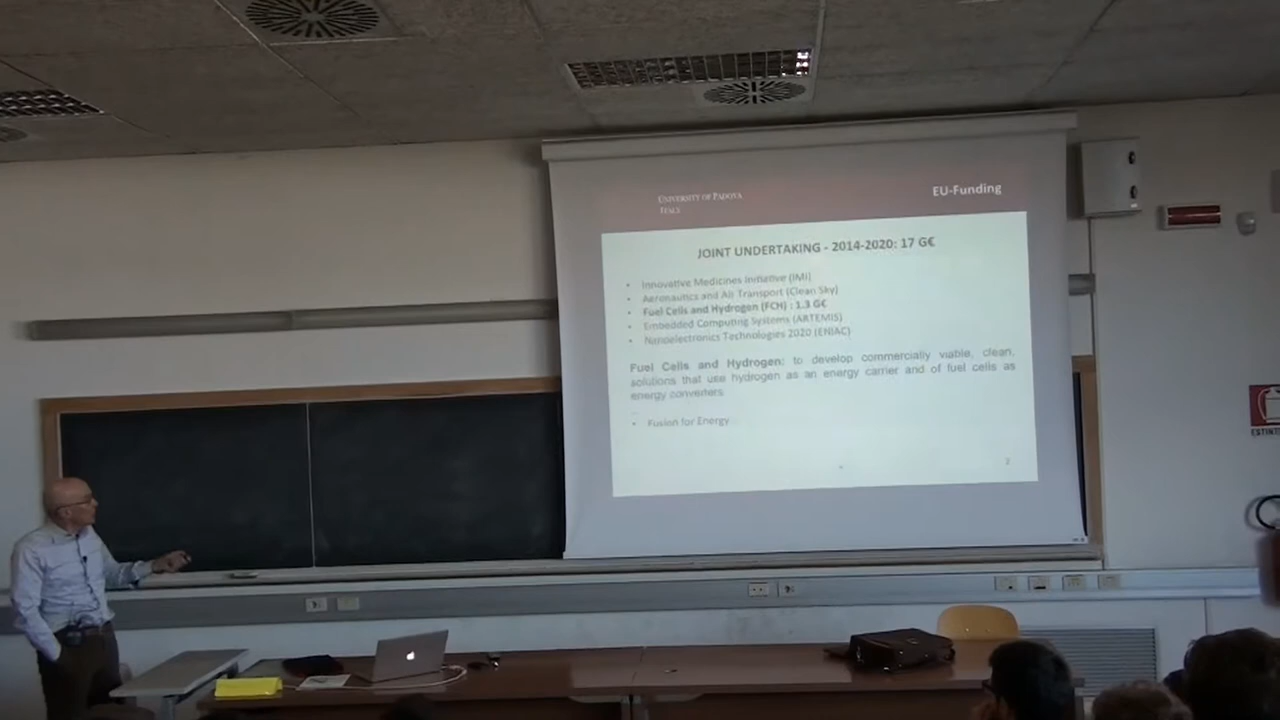 UNIVERSITY OF PADOVA
ITALY
EU-Funding
JOINT UNDERTAKING - 2014-2020: 17 G€
• Innovative Medicines Initiative (IMI)
• Aeronautics and Air Transport (Clean Sky)
• Fuel Cells and Hydrogen (FCH) : 1.3 G€
• Embedded Computing Systems (ARTEMIS)
• Nanoelectronics Technologies 2020 (ENIAC)
Fuel Cells and Hydrogen: to develop commercially viable, clean,
solutions that use hydrogen as an energy carrier and of fuel cells as
energy converters.
...
• Fusion for Energy
2